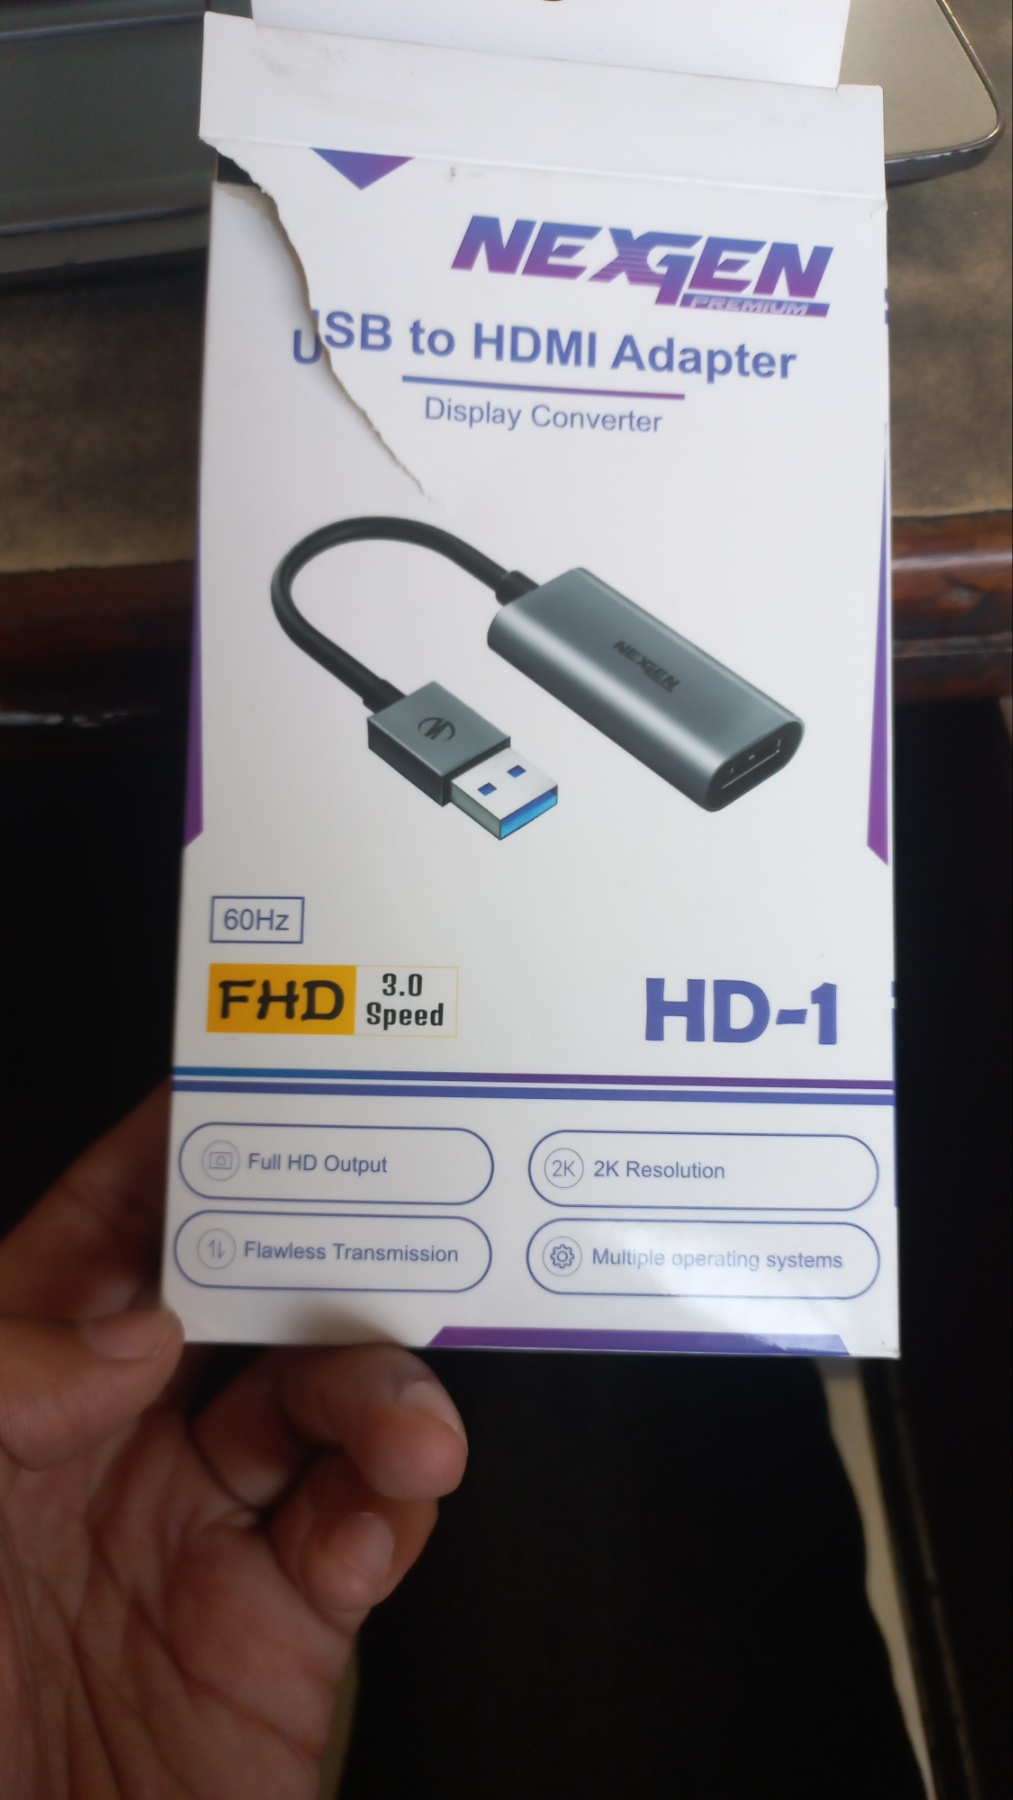 NEXGEN
PREMIUM
USB to HDMI Adapter
Display Converter
NEXGEN
60Hz
FHD
3.0
Speed
HD-1
Full HD Output
2K
2K Resolution
Flawless Transmission
Multiple operating systems